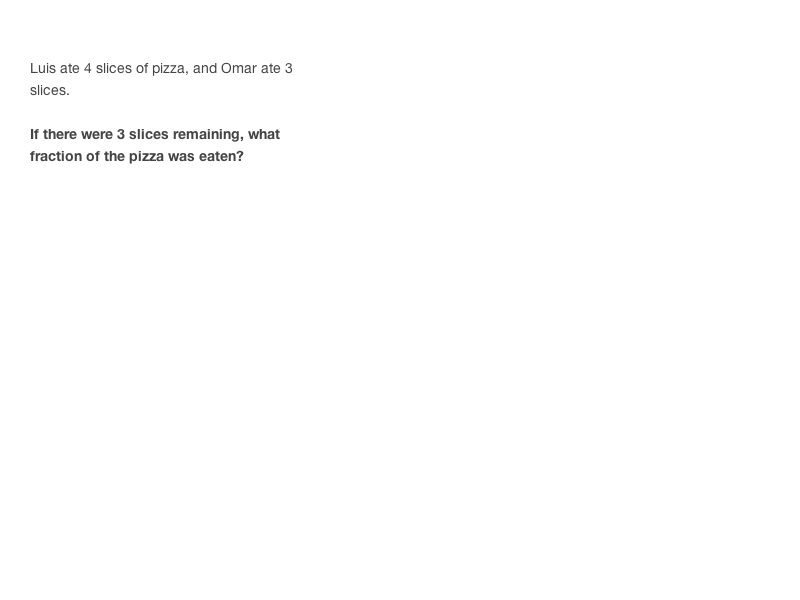 Luis ate 4 slices of pizza, and Omar ate 3
slices.
If there were 3 slices remaining, what
fraction of the pizza was eaten?